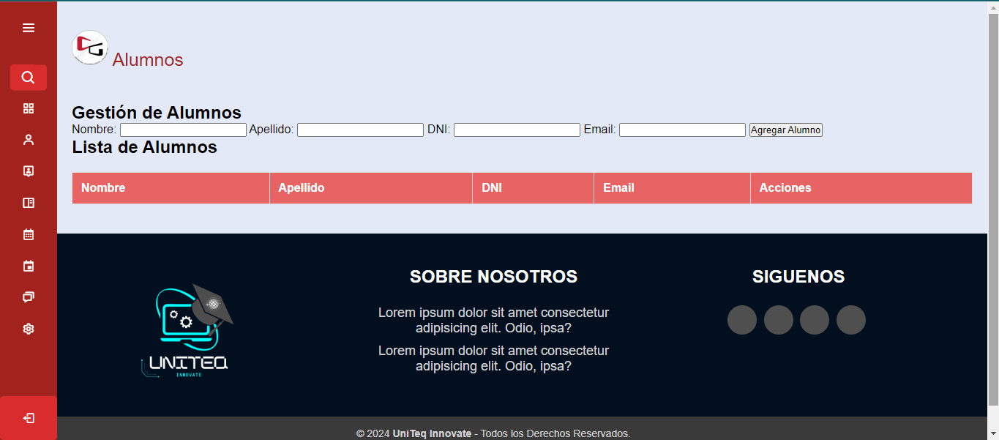 Alumnos
Gestión de Alumnos
Nombre: Apellido: DNI: Email: Agregar Alumno
Lista de Alumnos
Nombre Apellido DNI Email Acciones
UNITEQ
INNOVATE
SOBRE NOSOTROS
Lorem ipsum dolor sit amet consectetur
adipisicing elit. Odio, ipsa?
Lorem ipsum dolor sit amet consectetur
adipisicing elit. Odio, ipsa?
SIGUENOS
© 2024 UniTeq Innovate - Todos los Derechos Reservados.